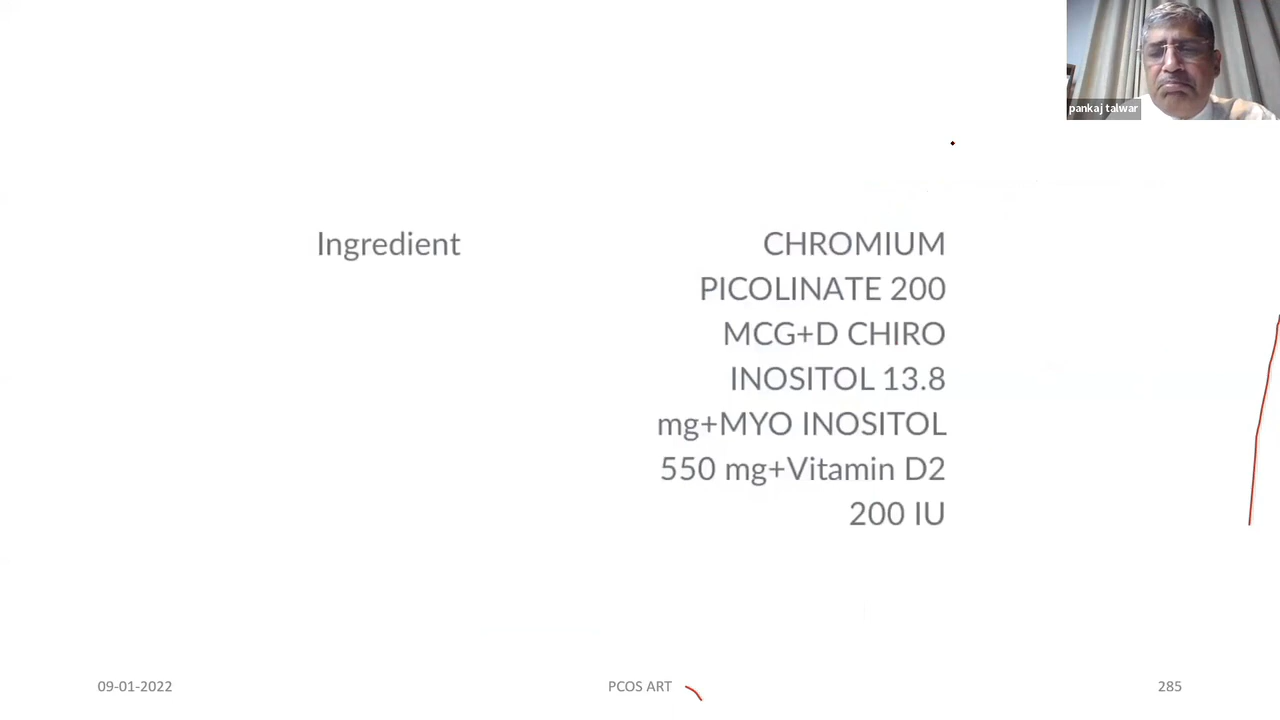 pankaj talwar
Ingredient
CHROMIUM
PICOLINATE 200
MCG+D CHIRO
INOSITOL 13.8
mg+MYO INOSITOL
550 mg+Vitamin D2
200 IU
09-01-2022
PCOS ART
285